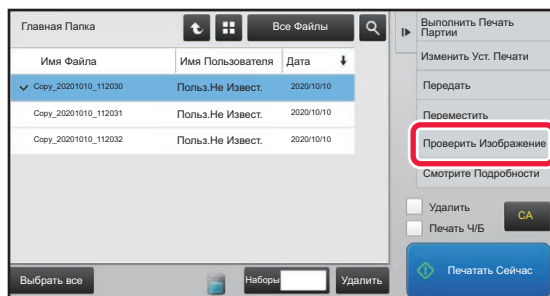 Главная Папка
Все Файлы
Имя Файла
Имя Пользователя
Дата
Copy_20201010_112030
Польз.Не Извест.
2020/10/10
Copy_20201010_112031
Польз.Не Извест.
2020/10/10
Copy_20201010_112032
Польз.Не Извест.
2020/10/10
Выбрать все
Наборы
Удалить
Выполнить Печать
Партии
Изменить Уст. Печати
Передать
Переместить
Проверить Изображение
Смотрите Подробности
Удалить
Печать Ч/Б
CA
Печатать Сейчас